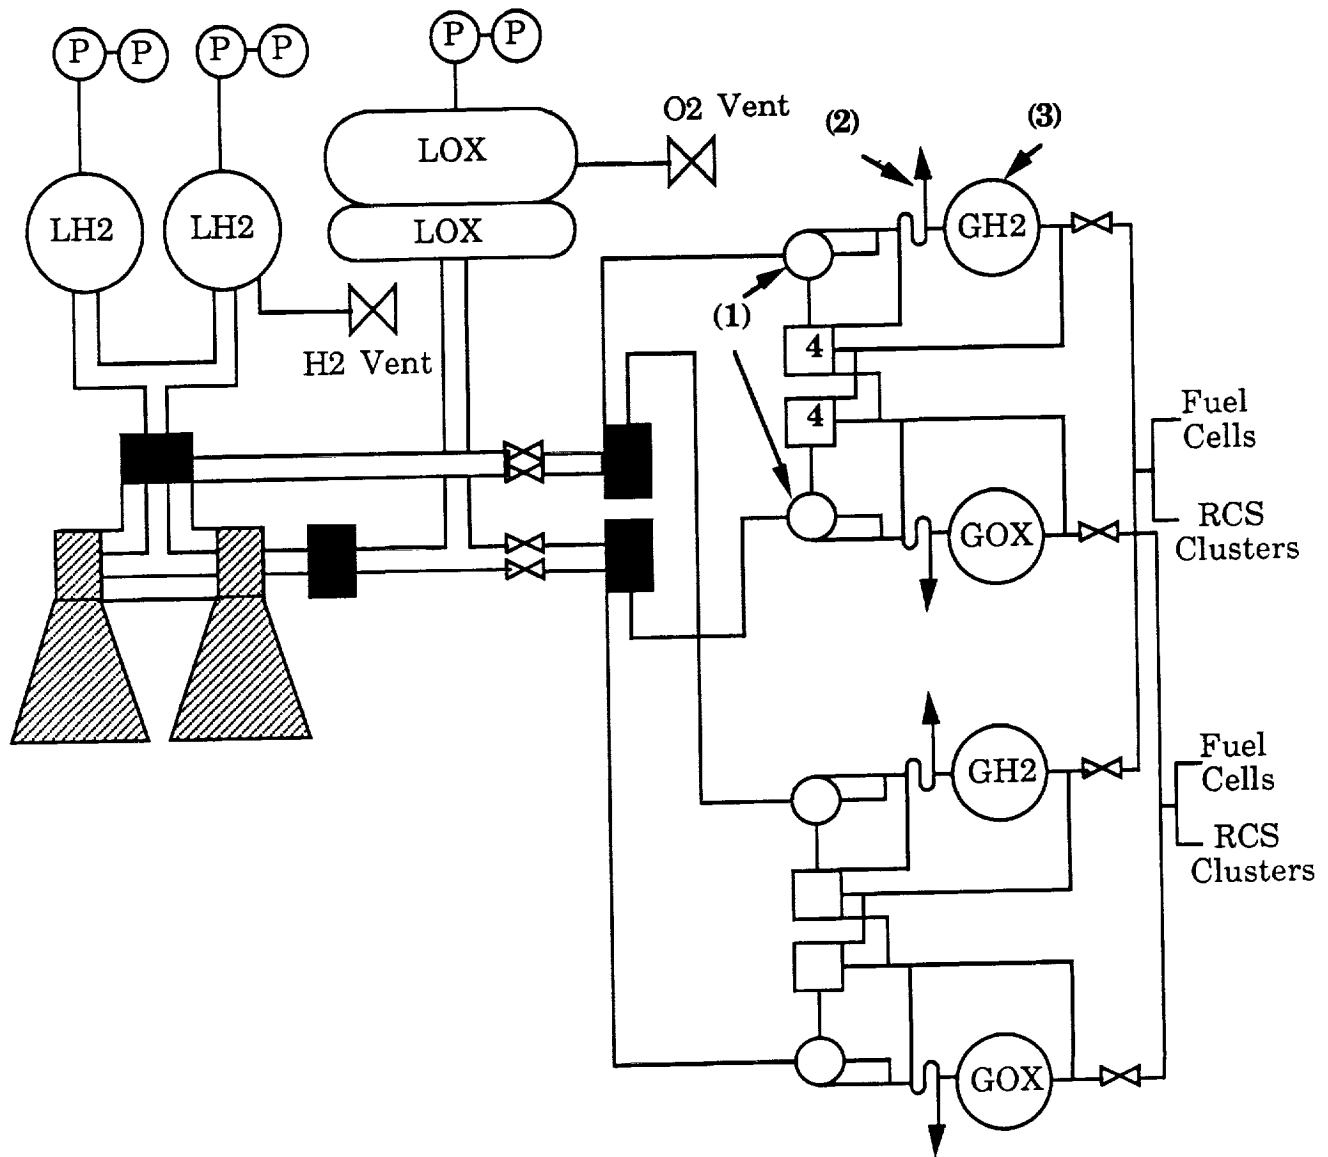 P P
P P
P P
O2 Vent
LOX
LOX
LH2
LH2
H2 Vent
(1)
(2)
(3)
GH2
4
4
GOX
Fuel
Cells
RCS
Clusters
GH2
Fuel
Cells
RCS
Clusters
GOX